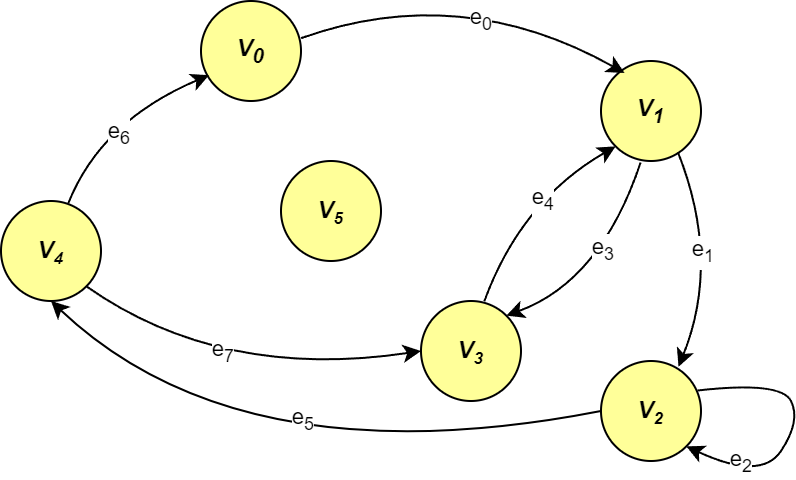 e₀
V₀
V₁
e₆
e₄
V₅
e₃
e₁
V₄
e₇
V₃
V₂
e₅
e₂